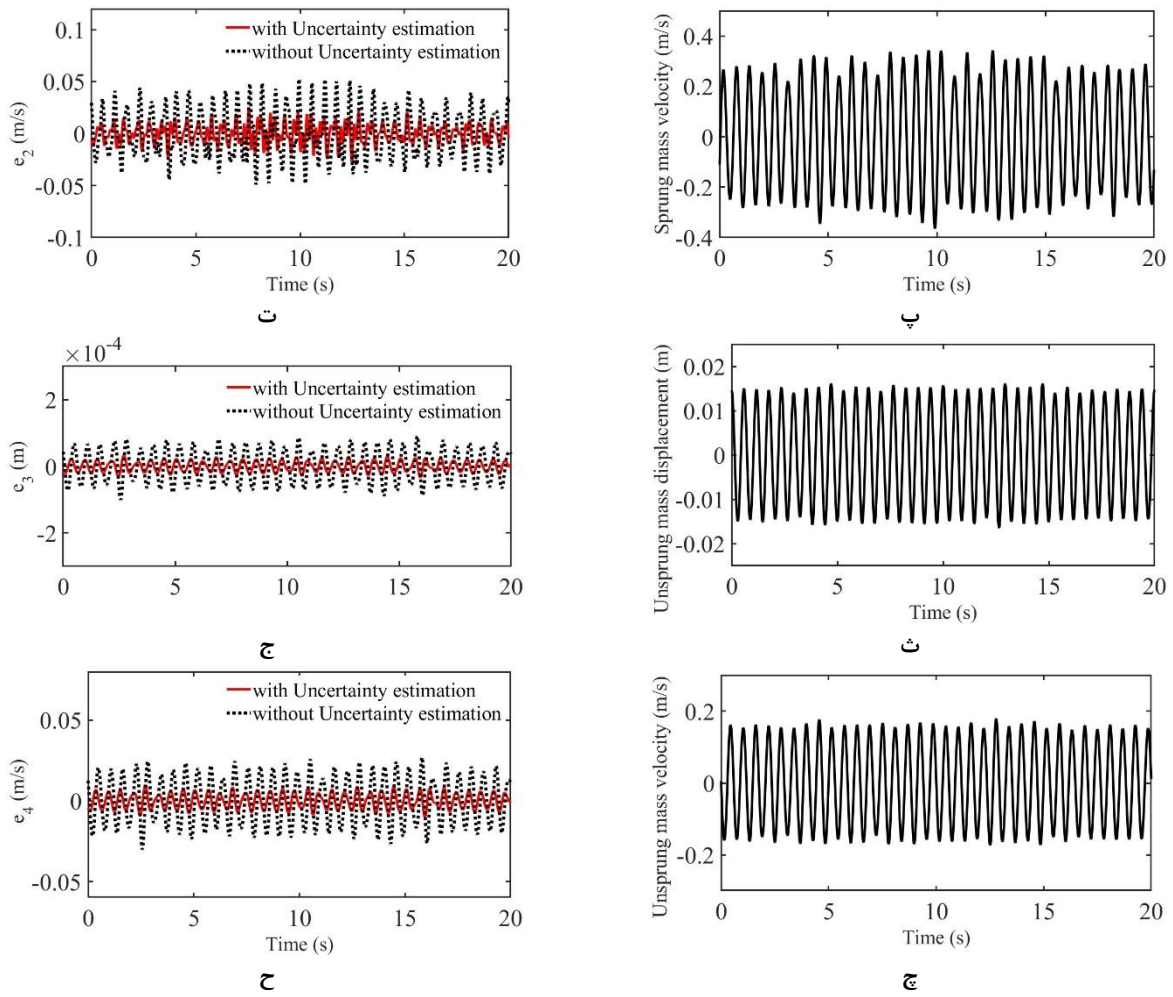 0.1
0.05
0
-0.05
-0.1
e2 (m/s)
with Uncertainty estimation
without Uncertainty estimation
0 5 10 15 20
Time (s)
ت
0.4
0.2
0
-0.2
-0.4
Sprung mass velocity (m/s)
0 5 10 15 20
Time (s)
پ
×10-4
2
0
-2
e3 (m)
with Uncertainty estimation
without Uncertainty estimation
0 5 10 15 20
Time (s)
ج
0.02
0.01
0
-0.01
-0.02
Unsprung mass displacement (m)
0 5 10 15 20
Time (s)
ث
0.05
0
-0.05
e4 (m/s)
with Uncertainty estimation
without Uncertainty estimation
0 5 10 15 20
Time (s)
ح
0.2
0
-0.2
Unsprung mass velocity (m/s)
0 5 10 15 20
Time (s)
چ